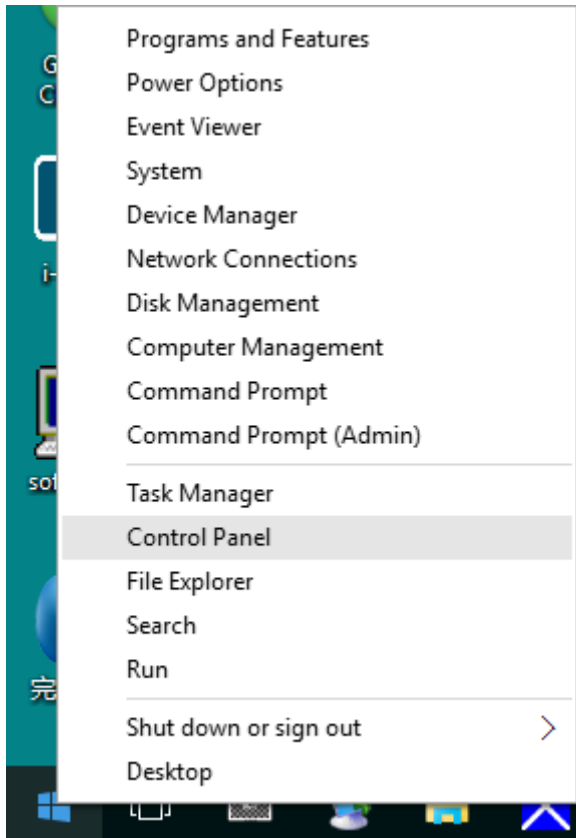 Programs and Features
Power Options
Event Viewer
System
Device Manager
Network Connections
Disk Management
Computer Management
Command Prompt
Command Prompt (Admin)
Task Manager
Control Panel
File Explorer
Search
Run
Shut down or sign out
Desktop
G
C
i-
sof
完